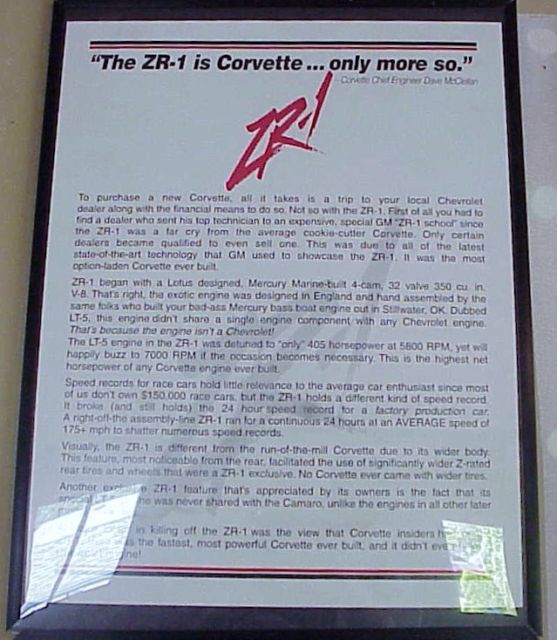 “The ZR-1 is Corvette ... only more so.”
- Corvette Chief Engineer Dave McClellan
ZR-1
To purchase a new Corvette, all it takes is a trip to your local Chevrolet
dealer along with the financial means to do so. Not so with the ZR-1. First of all you had to
find a dealer who sent his top technician to an expensive, special GM “ZR-1 school” since
the ZR-1 was a far cry from the average cookie-cutter Corvette. Only certain
dealers became qualified to even sell one. This was due to all of the latest
state-of-the-art technology that GM used to showcase the ZR-1. It was the most
option-laden Corvette ever built.
ZR-1 began with a Lotus designed, Mercury Marine-built 4-cam, 32 valve 350 cu. in.
V-8. That's right, the exotic engine was designed in England and hand assembled by the
same folks who built your bad-ass Mercury bass boat engine out in Stillwater, OK. Dubbed
LT-5, this engine didn't share a single engine component with any Chevrolet engine.
That's because the engine isn't a Chevrolet!
The LT-5 engine in the ZR-1 was detuned to “only” 405 horsepower at 5800 RPM, yet will
happily buzz to 7000 RPM if the occasion becomes necessary. This is the highest net
horsepower of any Corvette engine ever built.
Speed records for race cars hold little relevance to the average car enthusiast since most
of us don't own $150,000 race cars, but the ZR-1 holds a different kind of speed record.
It broke (and still holds) the 24 hour speed record for a factory production car.
A right-off-the assembly-line ZR-1 ran for a continuous 24 hours at an AVERAGE speed of
175+ mph to shatter numerous speed records.
Visually, the ZR-1 is different from the run-of-the-mill Corvette due to its wider body.
This feature, most noticeable from the rear, facilitated the use of significantly wider Z-rated
rear tires and wheels that were a ZR-1 exclusive. No Corvette ever came with wider tires.
Another ZR-1 feature that's appreciated by its owners is the fact that its
was never shared with the Camaro, unlike the engines in all other later
in killing off the ZR-1 was the view that Corvette insiders
the fastest, most powerful Corvette ever built, and it didn't